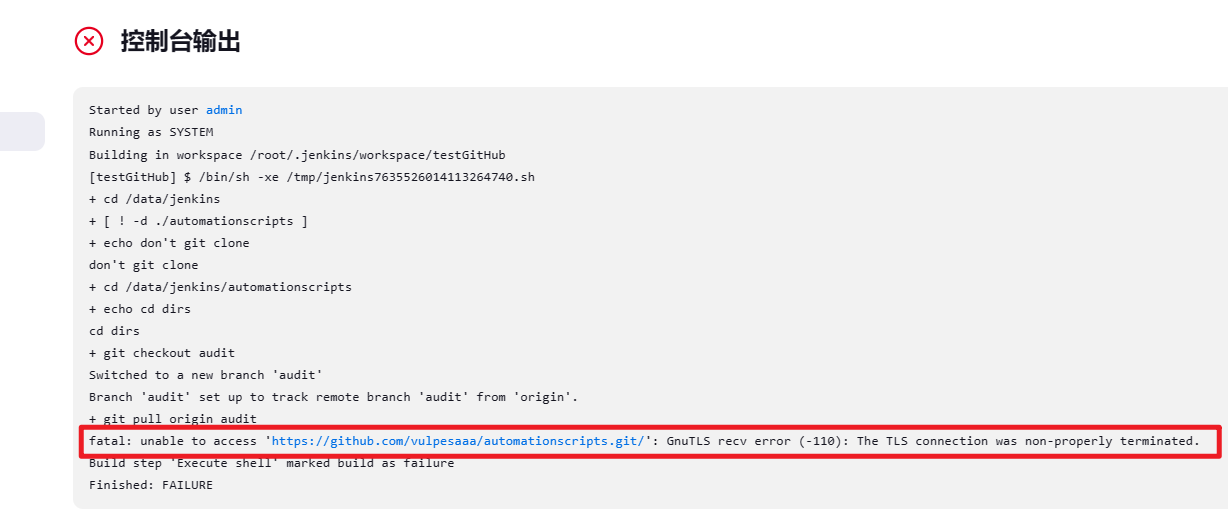 控制台输出
Started by user admin
Running as SYSTEM
Building in workspace /root/.jenkins/workspace/testGitHub
[testGitHub] $ /bin/sh -xe /tmp/jenkins7635526014113264740.sh
+ cd /data/jenkins
+ [ ! -d ./automationscripts ]
+ echo don't git clone
don't git clone
+ cd /data/jenkins/automationscripts
+ echo cd dirs
cd dirs
+ git checkout audit
Switched to a new branch 'audit'
Branch 'audit' set up to track remote branch 'audit' from 'origin'.
+ git pull origin audit
fatal: unable to access 'https://github.com/vulpesaaa/automationscripts.git/': GnuTLS recv error (-110): The TLS connection was non-properly terminated.
Build step 'Execute shell' marked build as failure
Finished: FAILURE